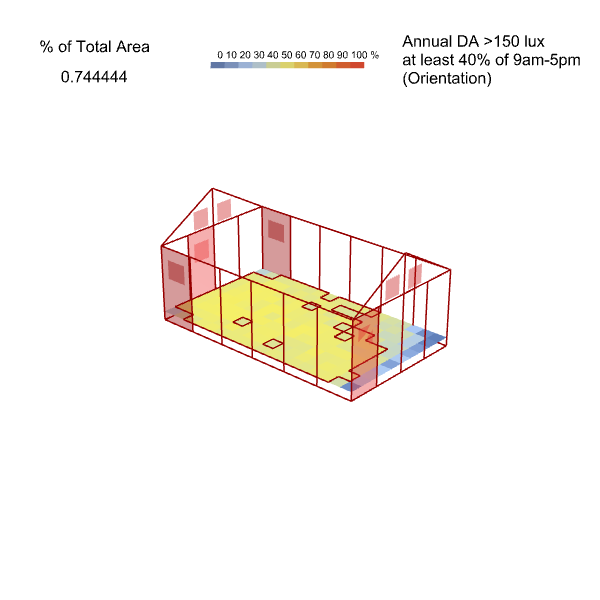 % of Total Area
0.744444
0 10 20 30 40 50 60 70 80 90 100 %
Annual DA >150 lux
at least 40% of 9am-5pm
(Orientation)